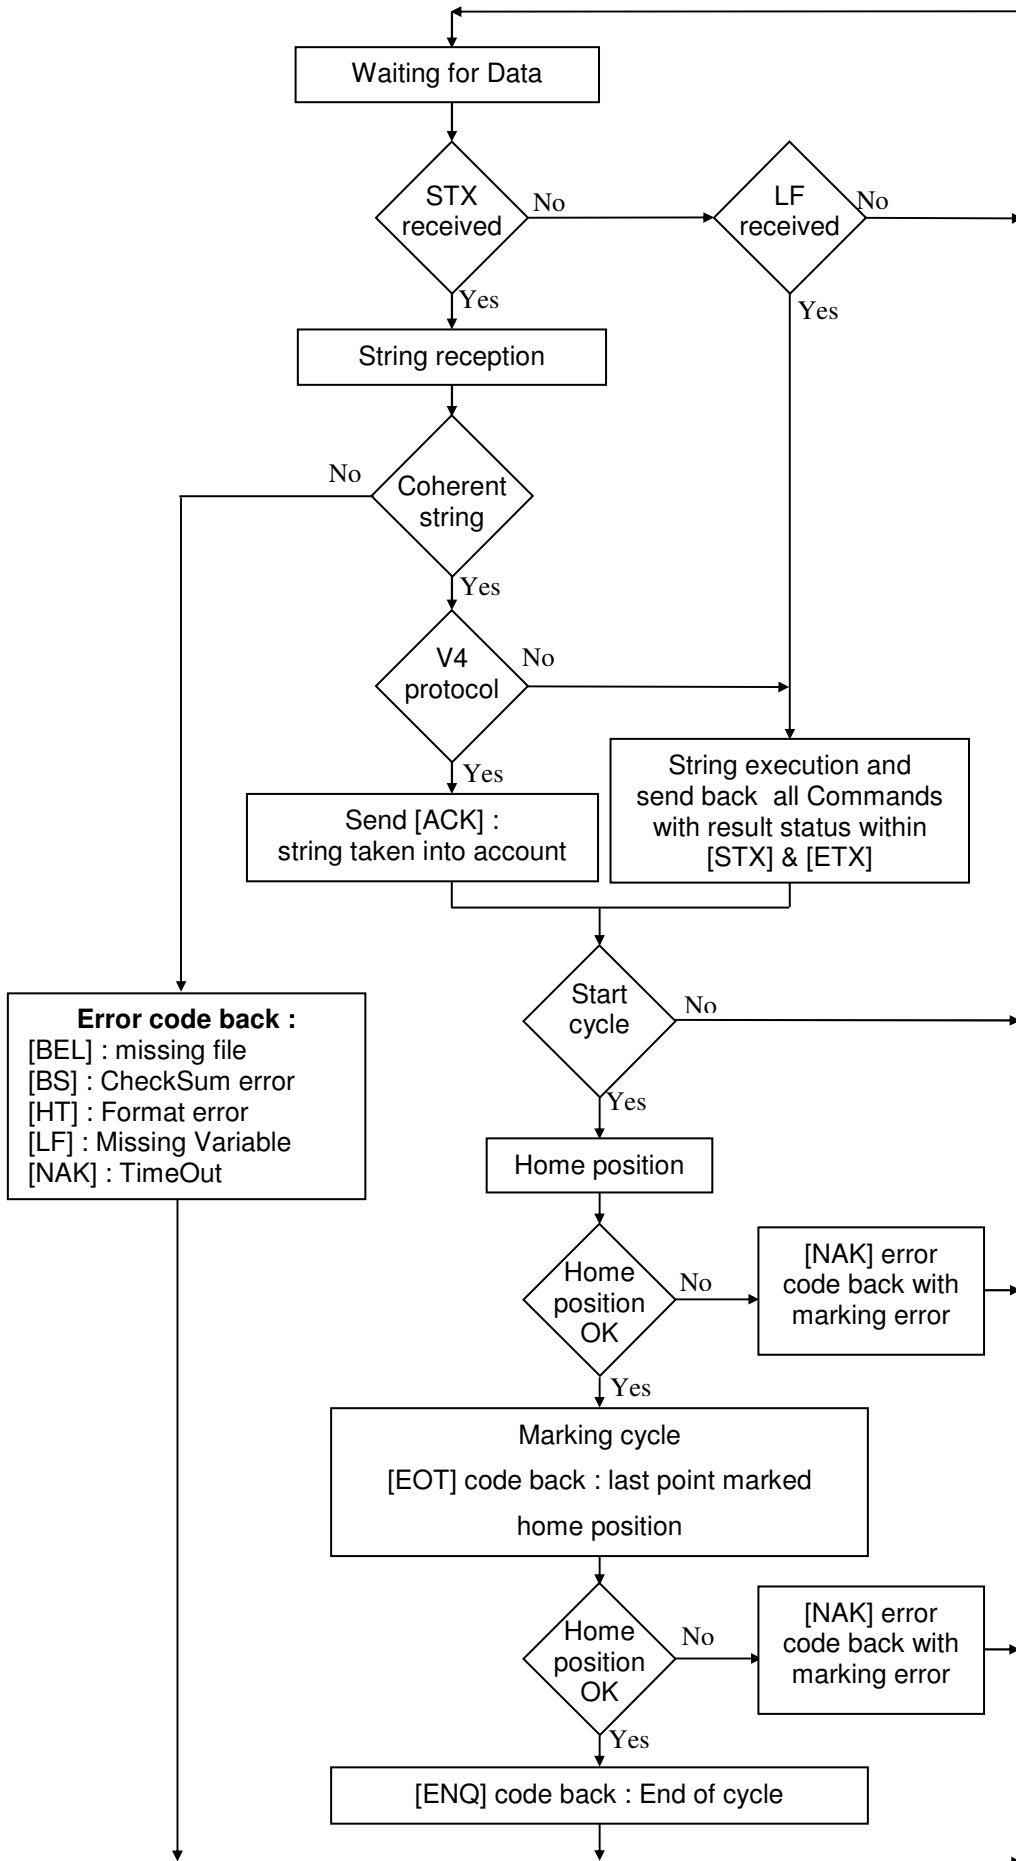 Waiting for Data
STX
received
No
LF
received
No
Yes
Yes
String reception
No
Coherent
string
Yes
V4
protocol
No
Yes
Send [ACK] :
string taken into account
String execution and
send back  all Commands
with result status within
[STX] & [ETX]
Start
cycle
No
Yes
Error code back :
[BEL] : missing file
[BS] : CheckSum error
[HT] : Format error
[LF] : Missing Variable
[NAK] : TimeOut
Home position
Home
position
OK
No
[NAK] error
code back with
marking error
Yes
Marking cycle
[EOT] code back : last point marked
home position
Home
position
OK
No
[NAK] error
code back with
marking error
Yes
[ENQ] code back : End of cycle